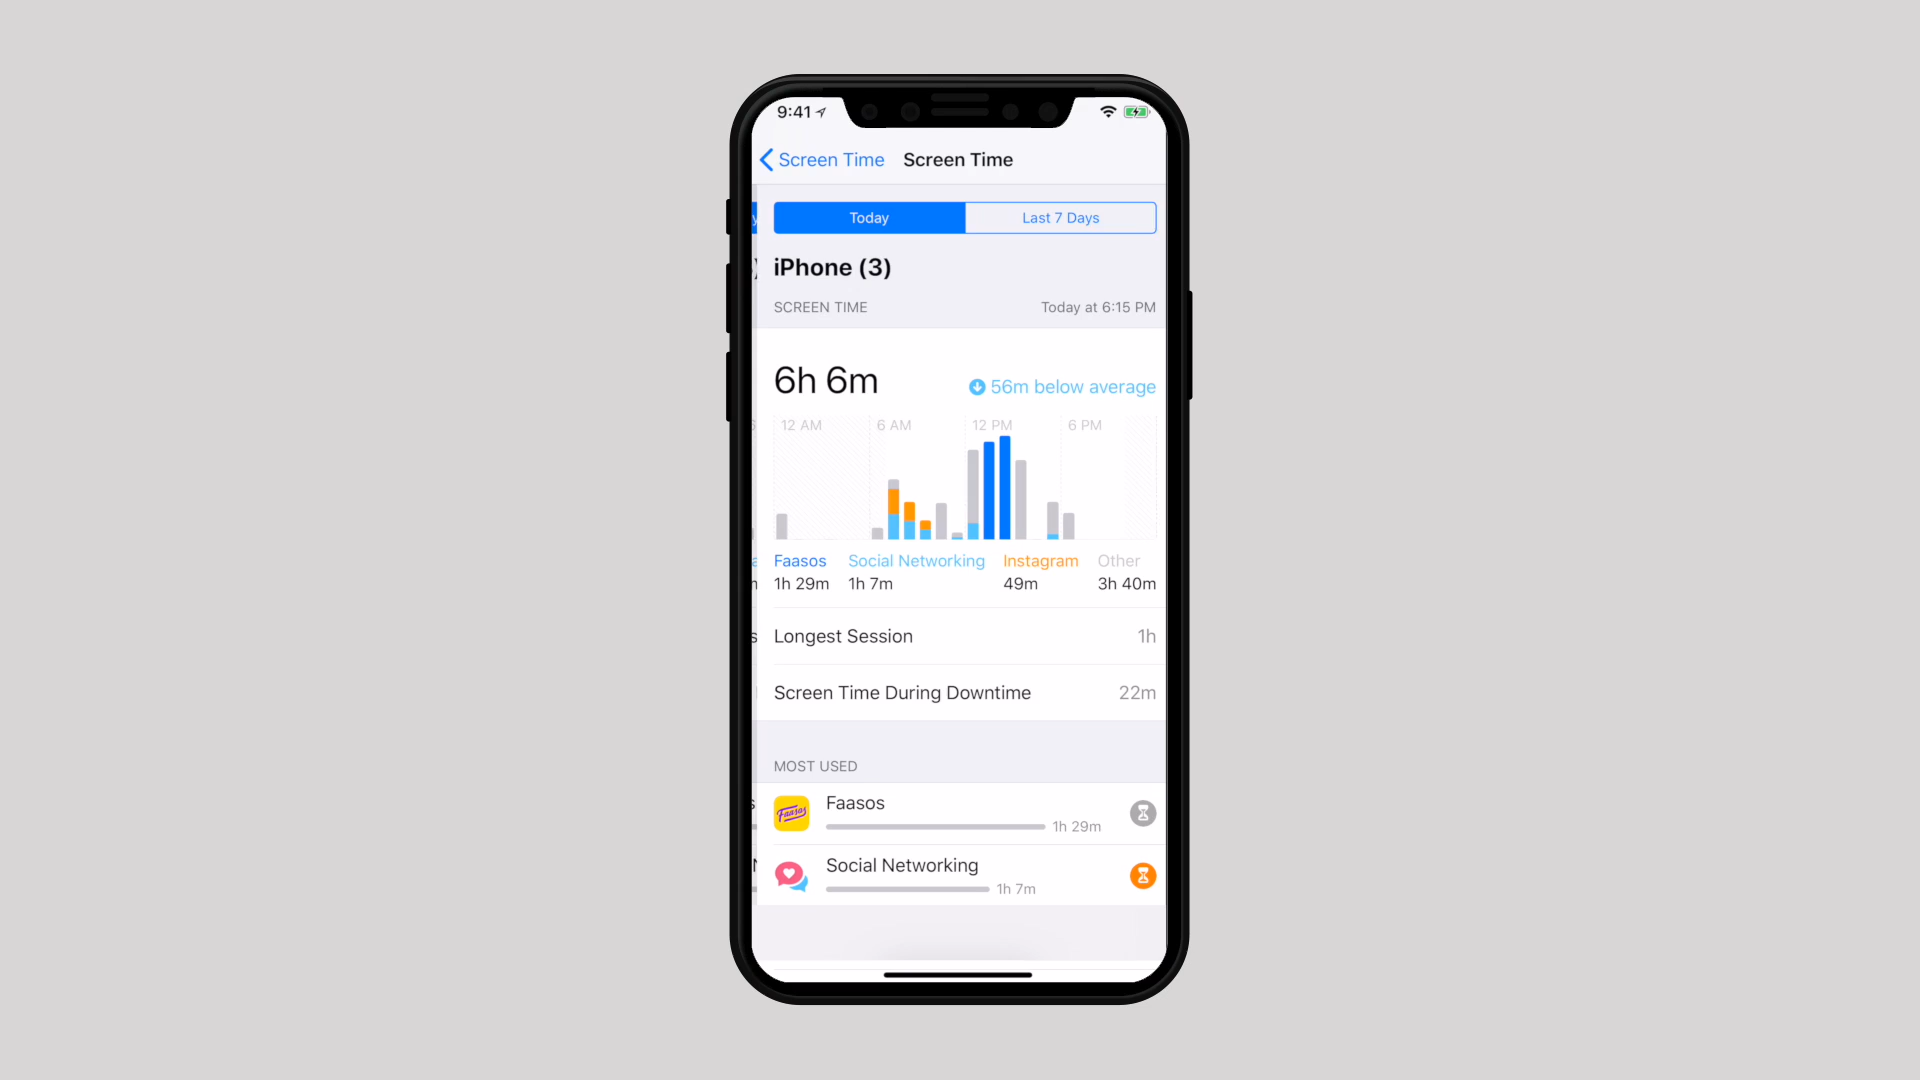 9:41
Screen Time Screen Time
Today Last 7 Days
iPhone (3)
SCREEN TIME Today at 6:15 PM
6h 6m 56m below average
12 AM 6 AM 12 PM 6 PM
Faasos Social Networking Instagram Other
1h 29m 1h 7m 49m 3h 40m
Longest Session 1h
Screen Time During Downtime 22m
MOST USED
Faasos
Faasos
1h 29m
Social Networking
1h 7m